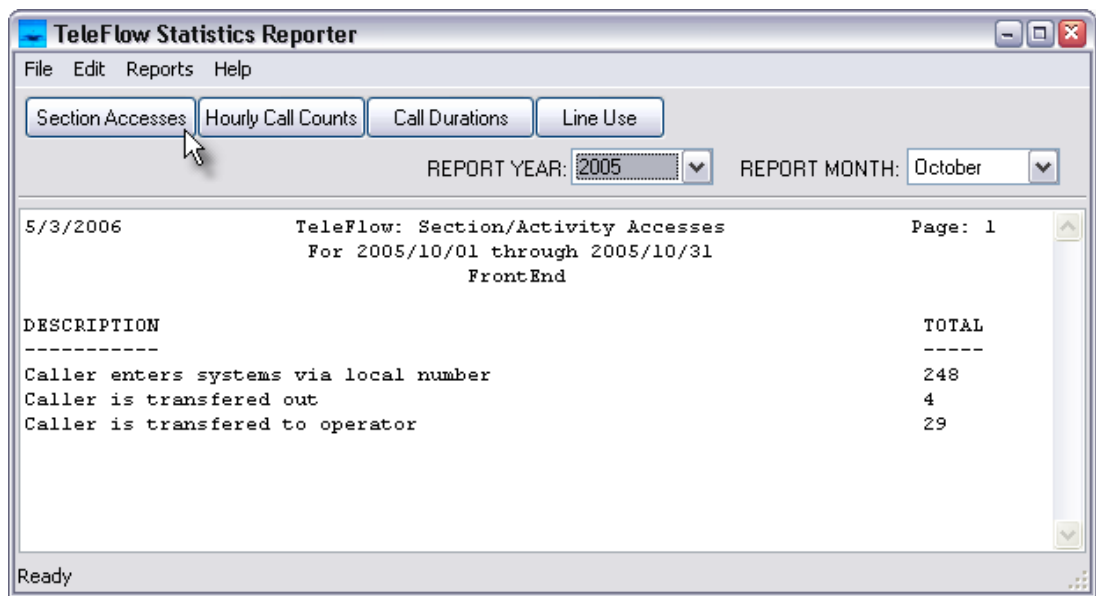 TeleFlow Statistics Reporter
File Edit Reports Help
Section Accesses Hourly Call Counts Call Durations Line Use
REPORT YEAR: 2005 REPORT MONTH: October
5/3/2006 TeleFlow: Section/Activity Accesses Page: 1
For 2005/10/01 through 2005/10/31
FrontEnd
DESCRIPTION TOTAL
----------- -----
Caller enters systems via local number 248
Caller is transfered out 4
Caller is transfered to operator 29
Ready